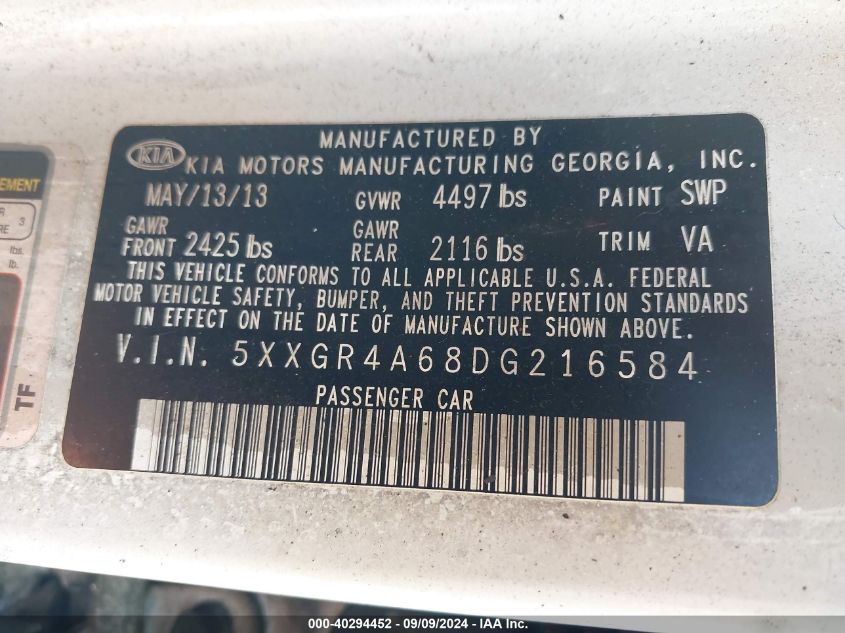 KIA
MANUFACTURED BY
KIA MOTORS MANUFACTURING GEORGIA, INC.
MAY/13/13 GVWR 4497 lbs PAINT SWP
GAWR FRONT 2425 lbs GAWR REAR 2116 lbs TRIM VA
THIS VEHICLE CONFORMS TO ALL APPLICABLE U.S.A. FEDERAL
MOTOR VEHICLE SAFETY, BUMPER, AND THEFT PREVENTION STANDARDS
IN EFFECT ON THE DATE OF MANUFACTURE SHOWN ABOVE.
V.I.N. 5XXGR4A68DG216584
PASSENGER CAR
3
lbs.
lb.
TF
000-40294452 - 09/09/2024 - IAA Inc.